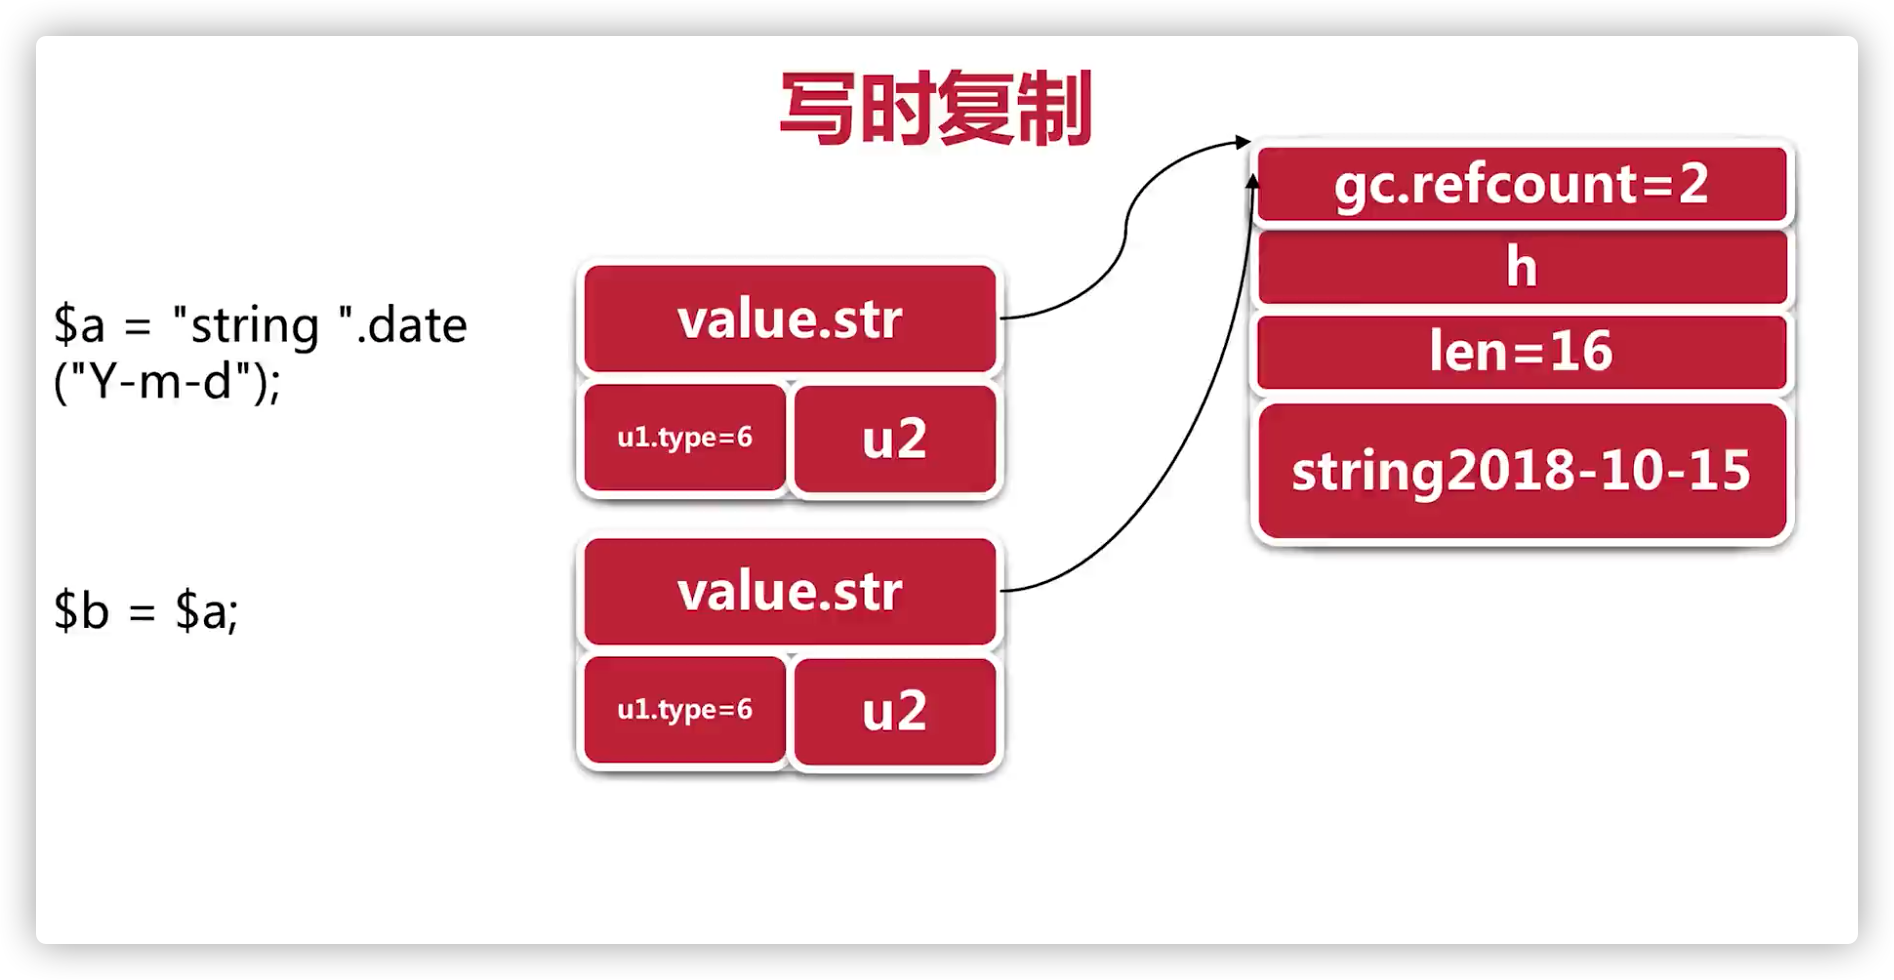 写时复制
$a = "string ".date
("Y-m-d");
value.str
u1.type=6
u2
$b = $a;
value.str
u1.type=6
u2
gc.refcount=2
h
len=16
string2018-10-15